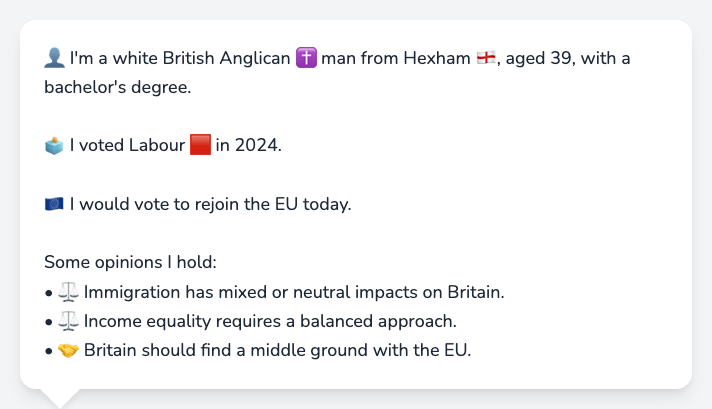 👤 I'm a white British Anglican ✝️ man from Hexham 🏴󠁧󠁢󠁥󠁮󠁧󠁿, aged 39, with a
bachelor's degree.
🗳️ I voted Labour 🟥 in 2024.
🇪🇺 I would vote to rejoin the EU today.
Some opinions I hold:
• ⚖️ Immigration has mixed or neutral impacts on Britain.
• ⚖️ Income equality requires a balanced approach.
• 🤝 Britain should find a middle ground with the EU.